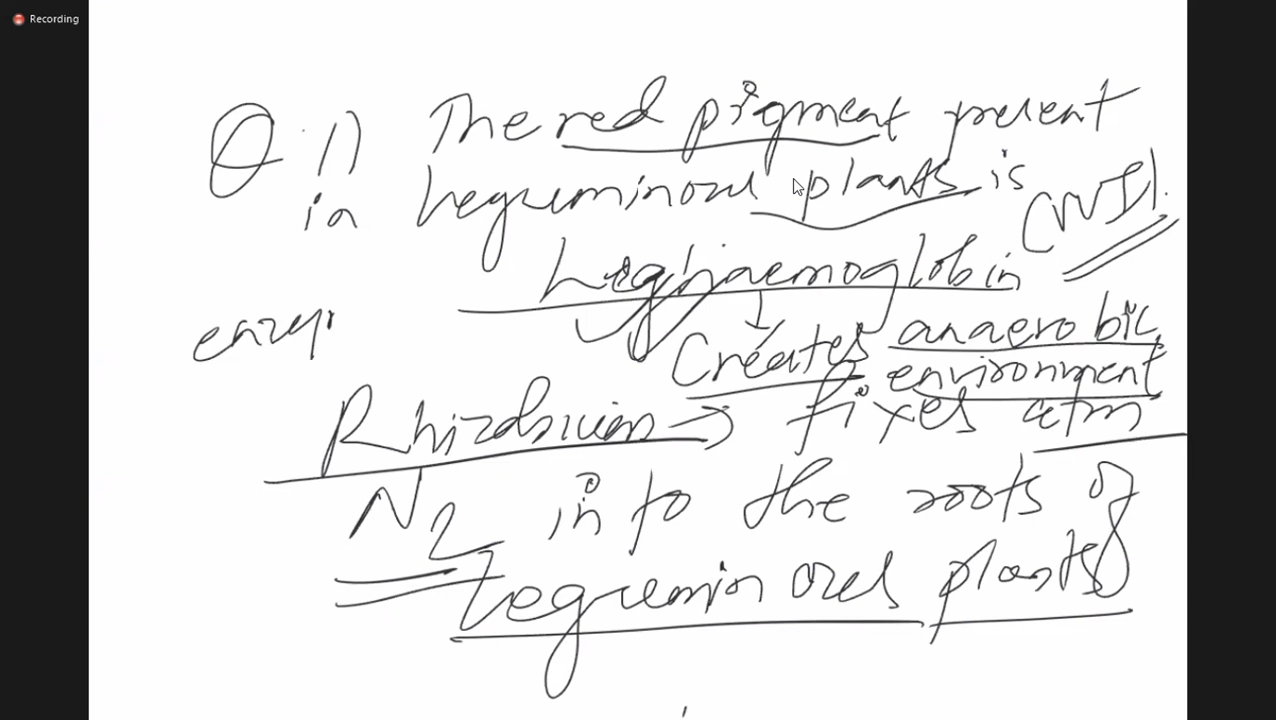 Recording
Q 1) The red pigment present
in leguminous plants is
Leghaemoglobin
Creates anaerobic
enzy
environment
Rhizobium → fixes atm
N2 into the roots of
Leguminous plants